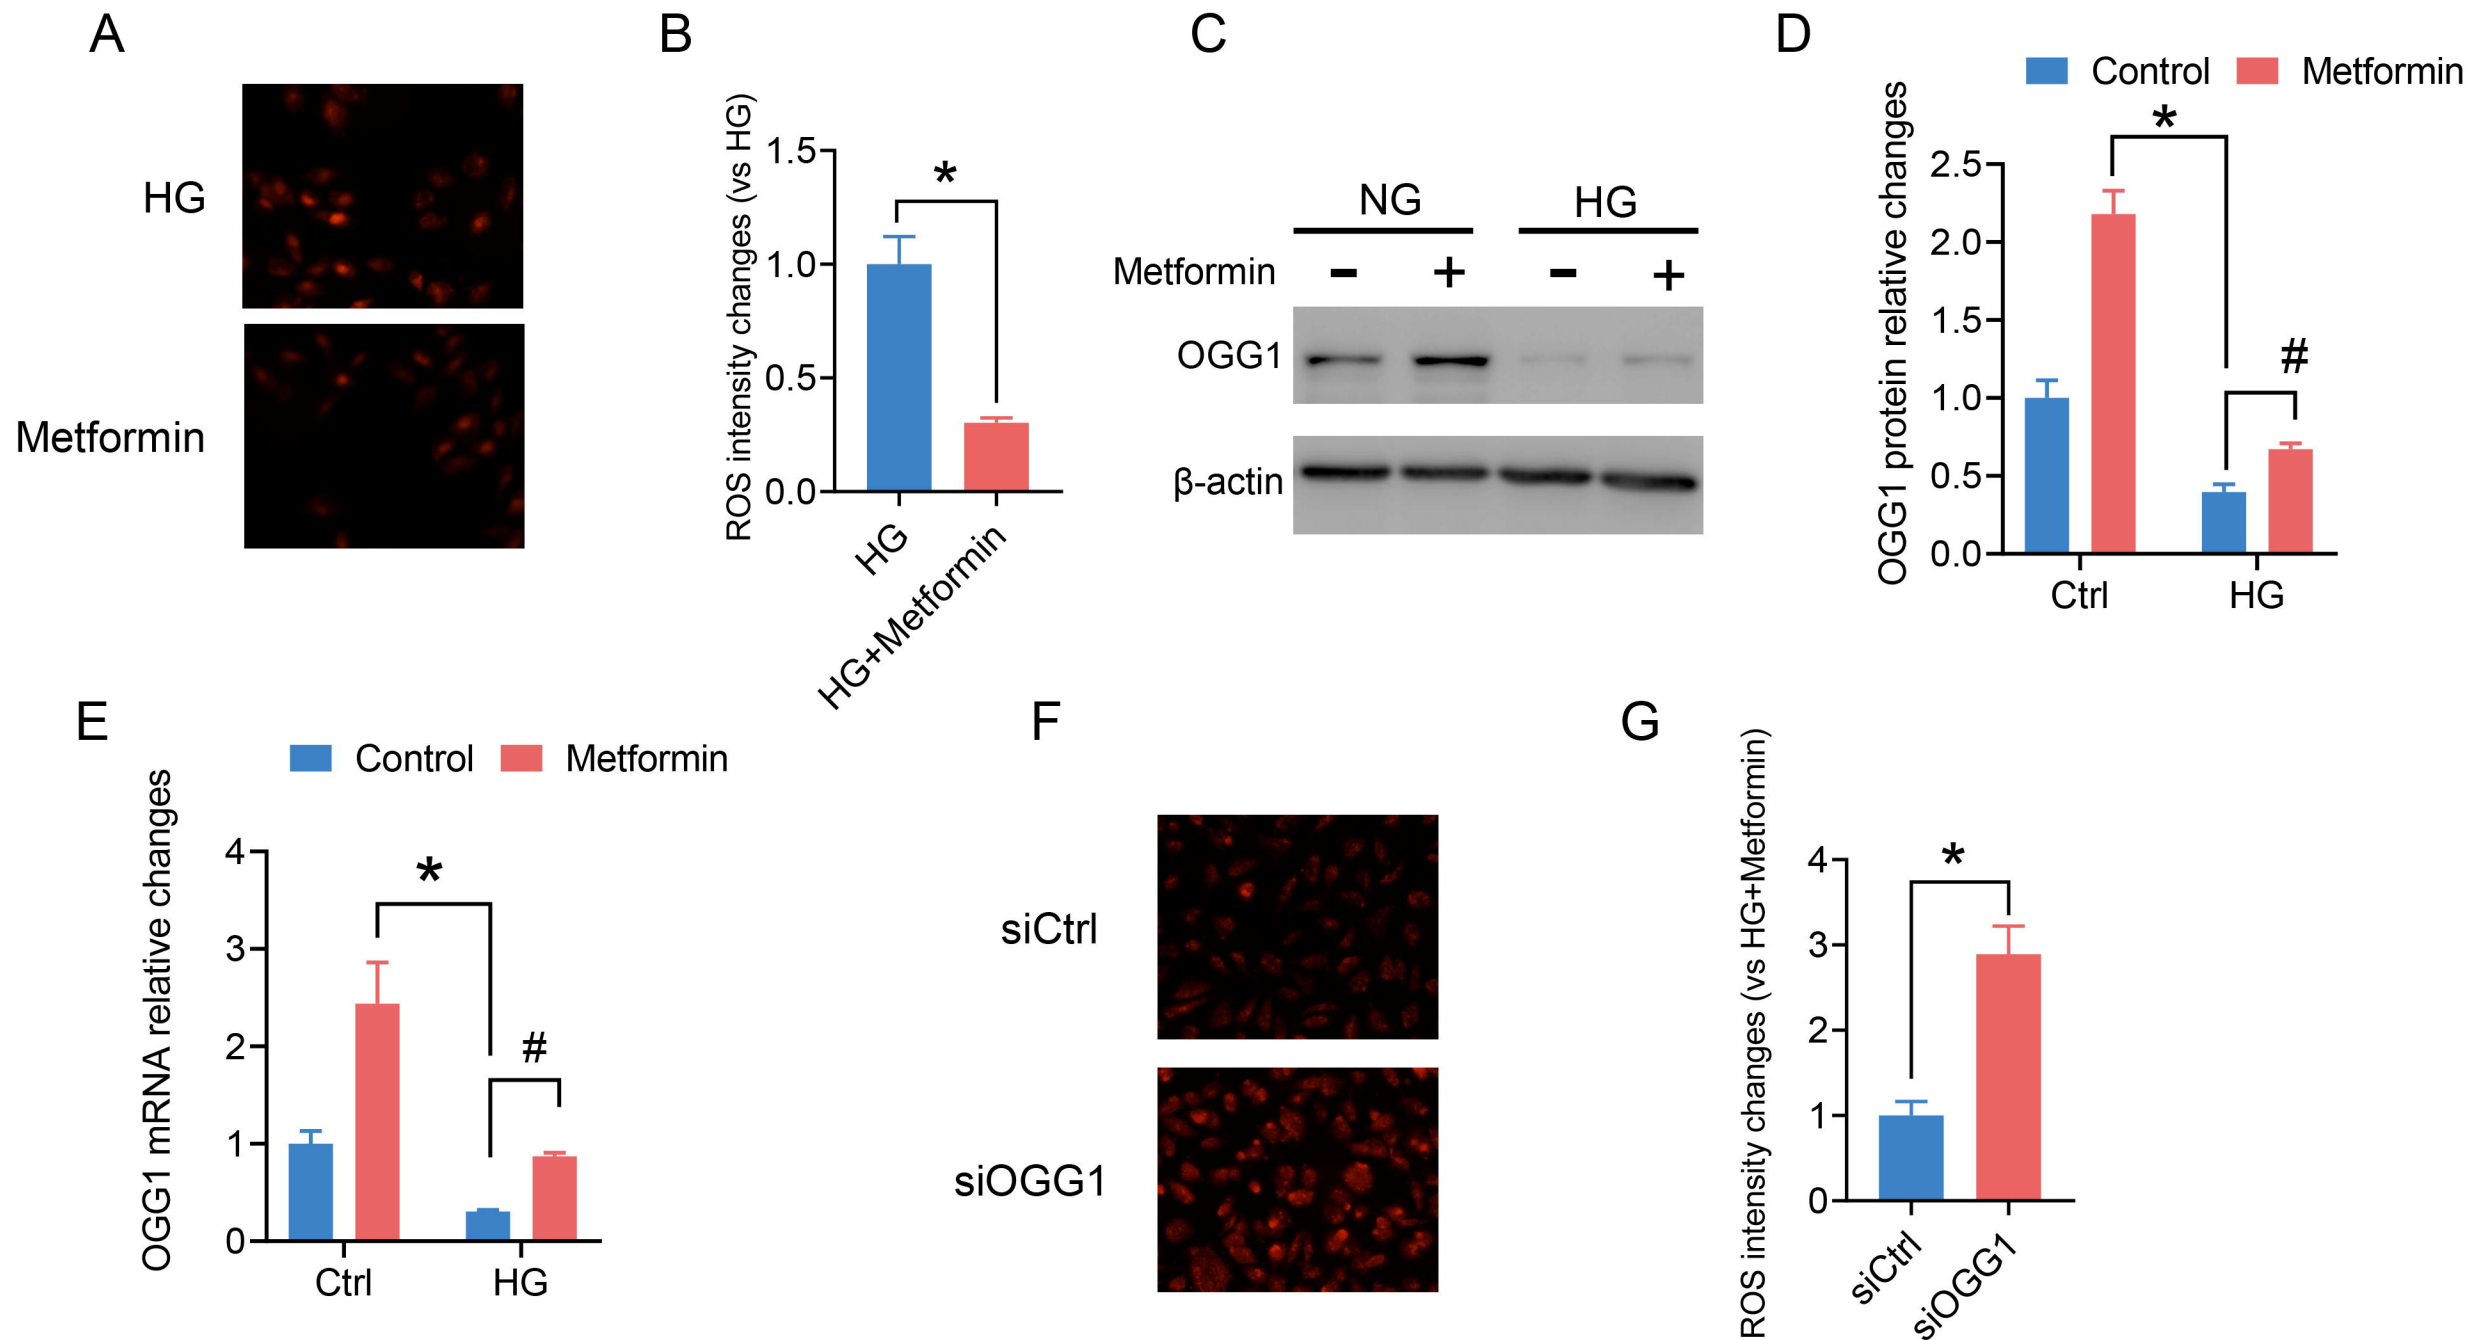 A
HG
Metformin
B
ROS intensity changes (vs HG)
1.5
1.0
0.5
0.0
*
HG
HG+Metformin
C
NG HG
Metformin - + - +
OGG1
β-actin
D
Control Metformin
OGG1 protein relative changes
2.5
2.0
1.5
1.0
0.5
0.0
*
#
Ctrl HG
E
Control Metformin
OGG1 mRNA relative changes
4
3
2
1
0
*
#
Ctrl HG
F
siCtrl
siOGG1
G
ROS intensity changes (vs HG+Metformin)
4
3
2
1
0
*
siCtrl
siOGG1